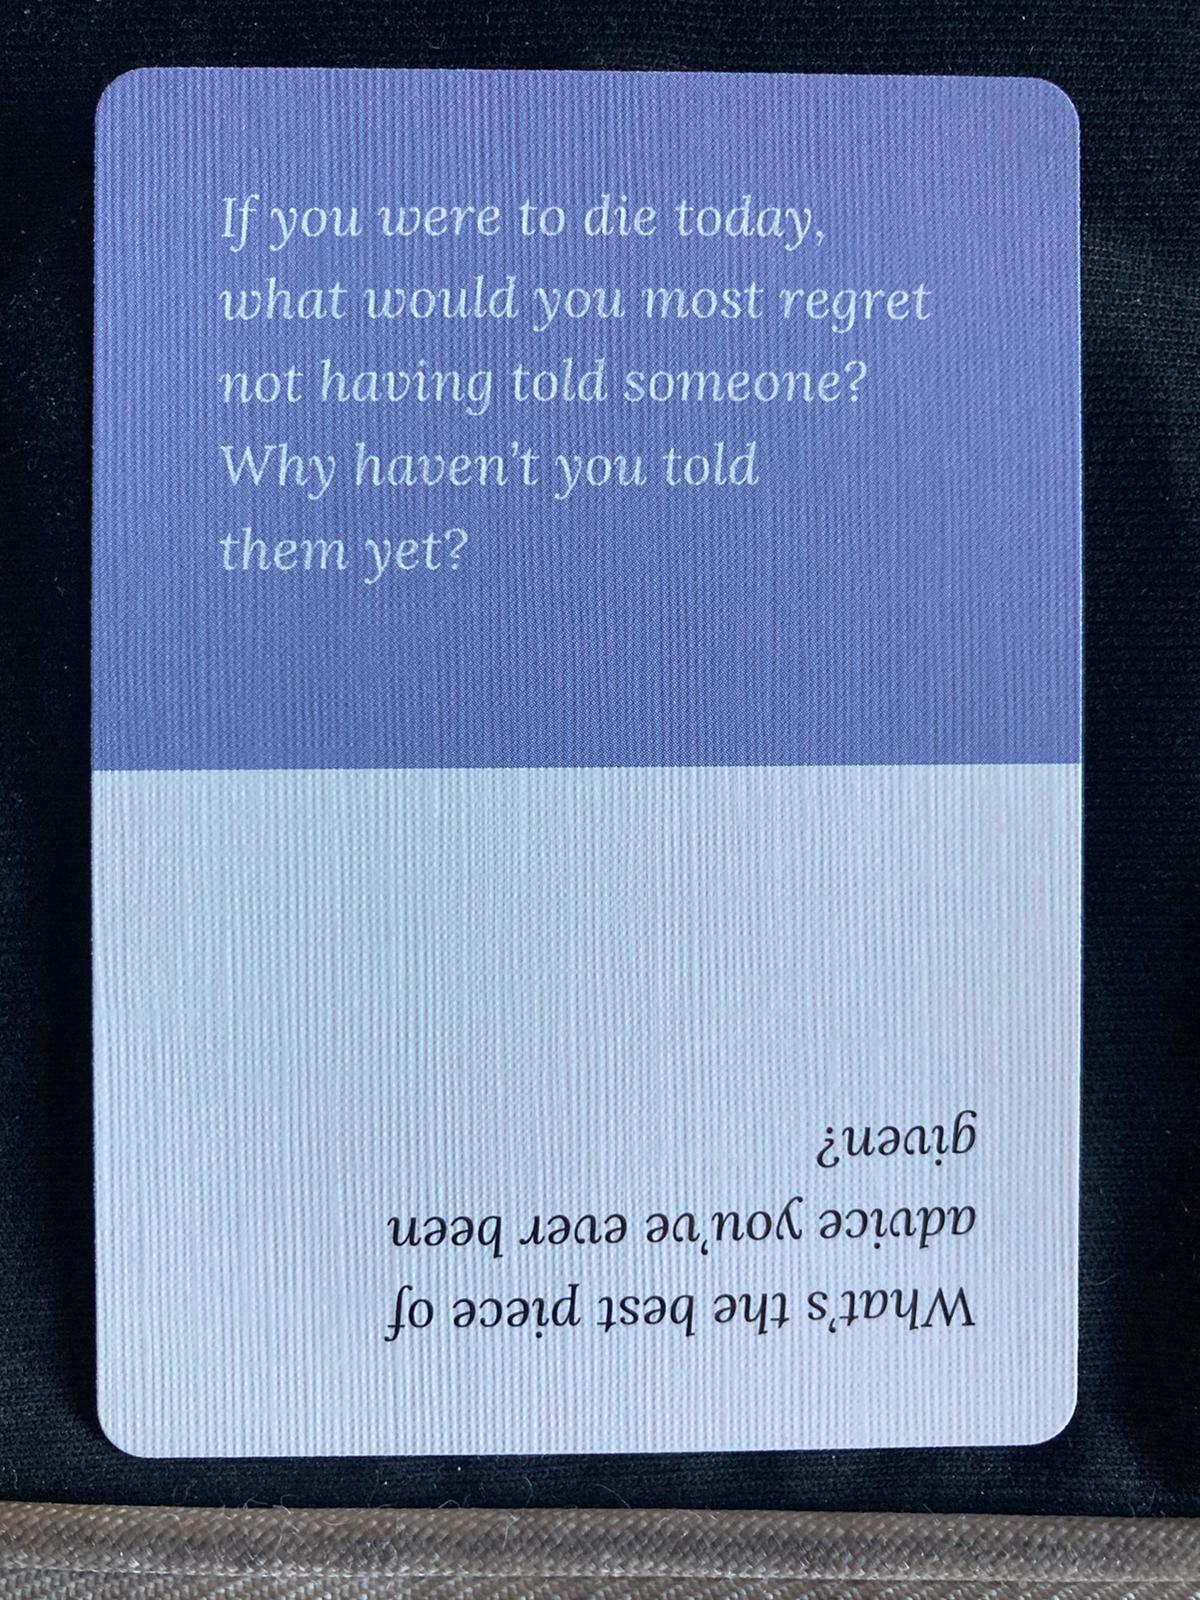 If you were to die today,
what would you most regret
not having told someone?
Why haven't you told
them yet?
What's the best piece of
advice you've ever been
given?